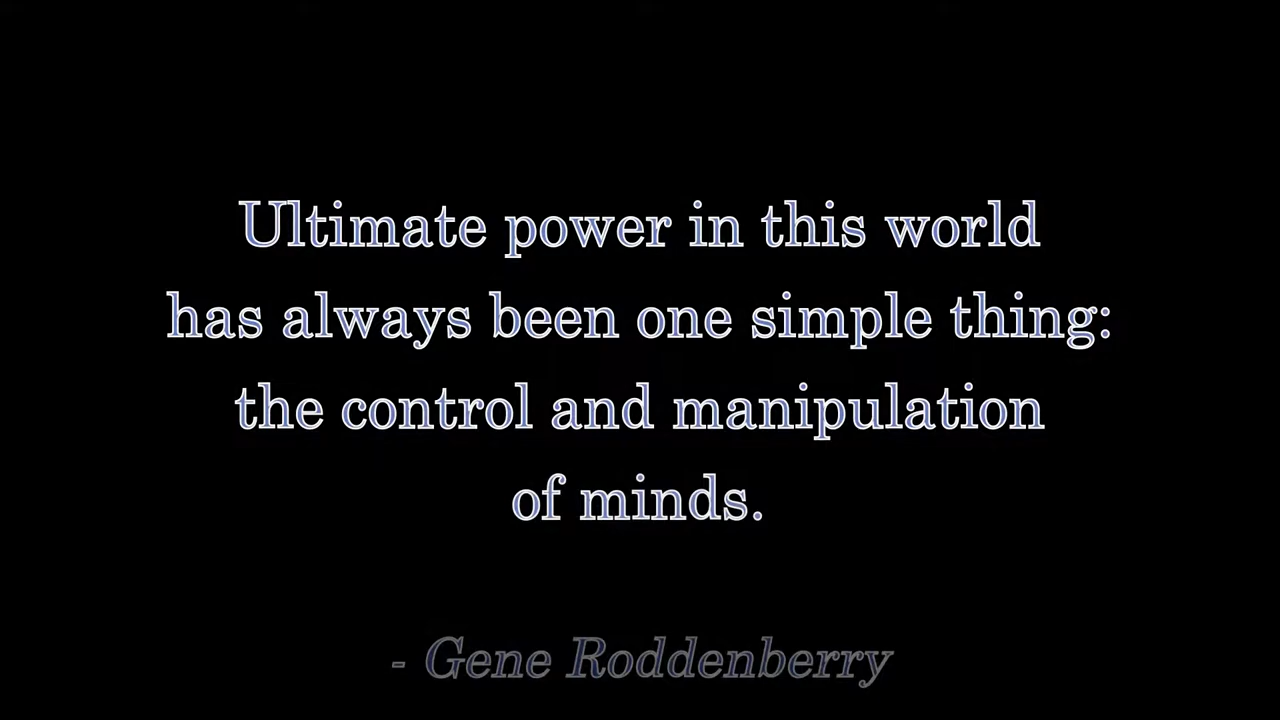 Ultimate power in this world
has always been one simple thing:
the control and manipulation
of minds.
- Gene Roddenberry